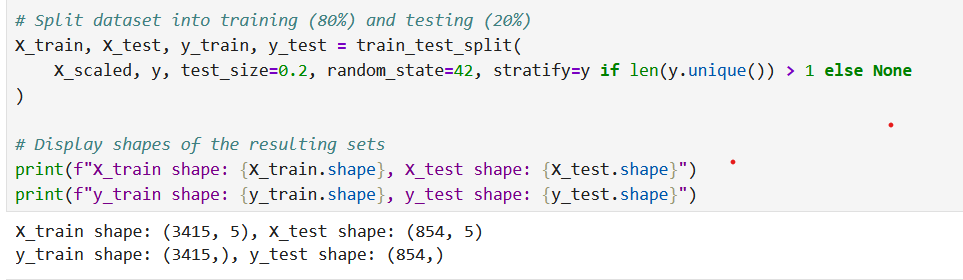 # Split dataset into training (80%) and testing (20%)
X_train, X_test, y_train, y_test = train_test_split(
    X_scaled, y, test_size=0.2, random_state=42, stratify=y if len(y.unique()) > 1 else None
)
# Display shapes of the resulting sets
print(f"X_train shape: {X_train.shape}, X_test shape: {X_test.shape}")
print(f"y_train shape: {y_train.shape}, y_test shape: {y_test.shape}")
X_train shape: (3415, 5), X_test shape: (854, 5)
y_train shape: (3415,), y_test shape: (854,)